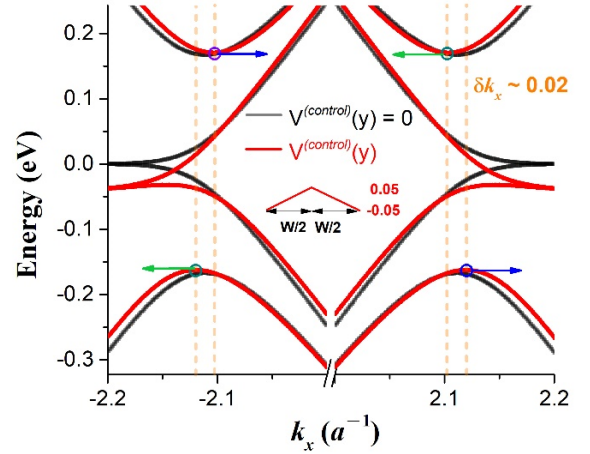 0.2
0.1
0.0
-0.1
-0.2
-0.3
Energy (eV)
δkₓ ~ 0.02
V⁽ᶜᵒⁿᵗʳᵒˡ⁾(y) = 0
V⁽ᶜᵒⁿᵗʳᵒˡ⁾(y)
0.05
-0.05
W/2 W/2
-2.2 -2.1 2.1 2.2
kₓ (a⁻¹)